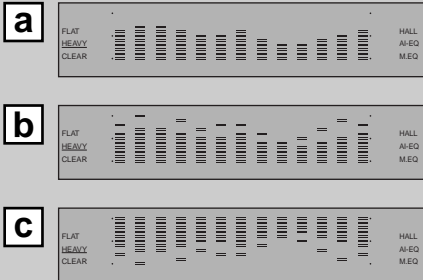 a
FLAT HALL
HEAVY AI-EQ
CLEAR M.EQ
b
FLAT HALL
HEAVY AI-EQ
CLEAR M.EQ
c
FLAT HALL
HEAVY AI-EQ
CLEAR M.EQ